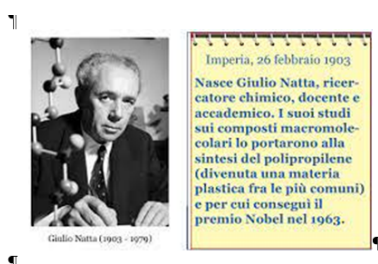 ¶
Giulio Natta (1903 - 1979)
Imperia, 26 febbraio 1903
Nasce Giulio Natta, ricer-
catore chimico, docente e
accademico. I suoi studi
sui composti macromole-
colari lo portarono alla
sintesi del polipropilene
(divenuta una materia
plastica fra le più comuni)
e per cui conseguì il
premio Nobel nel 1963.
¶
¶